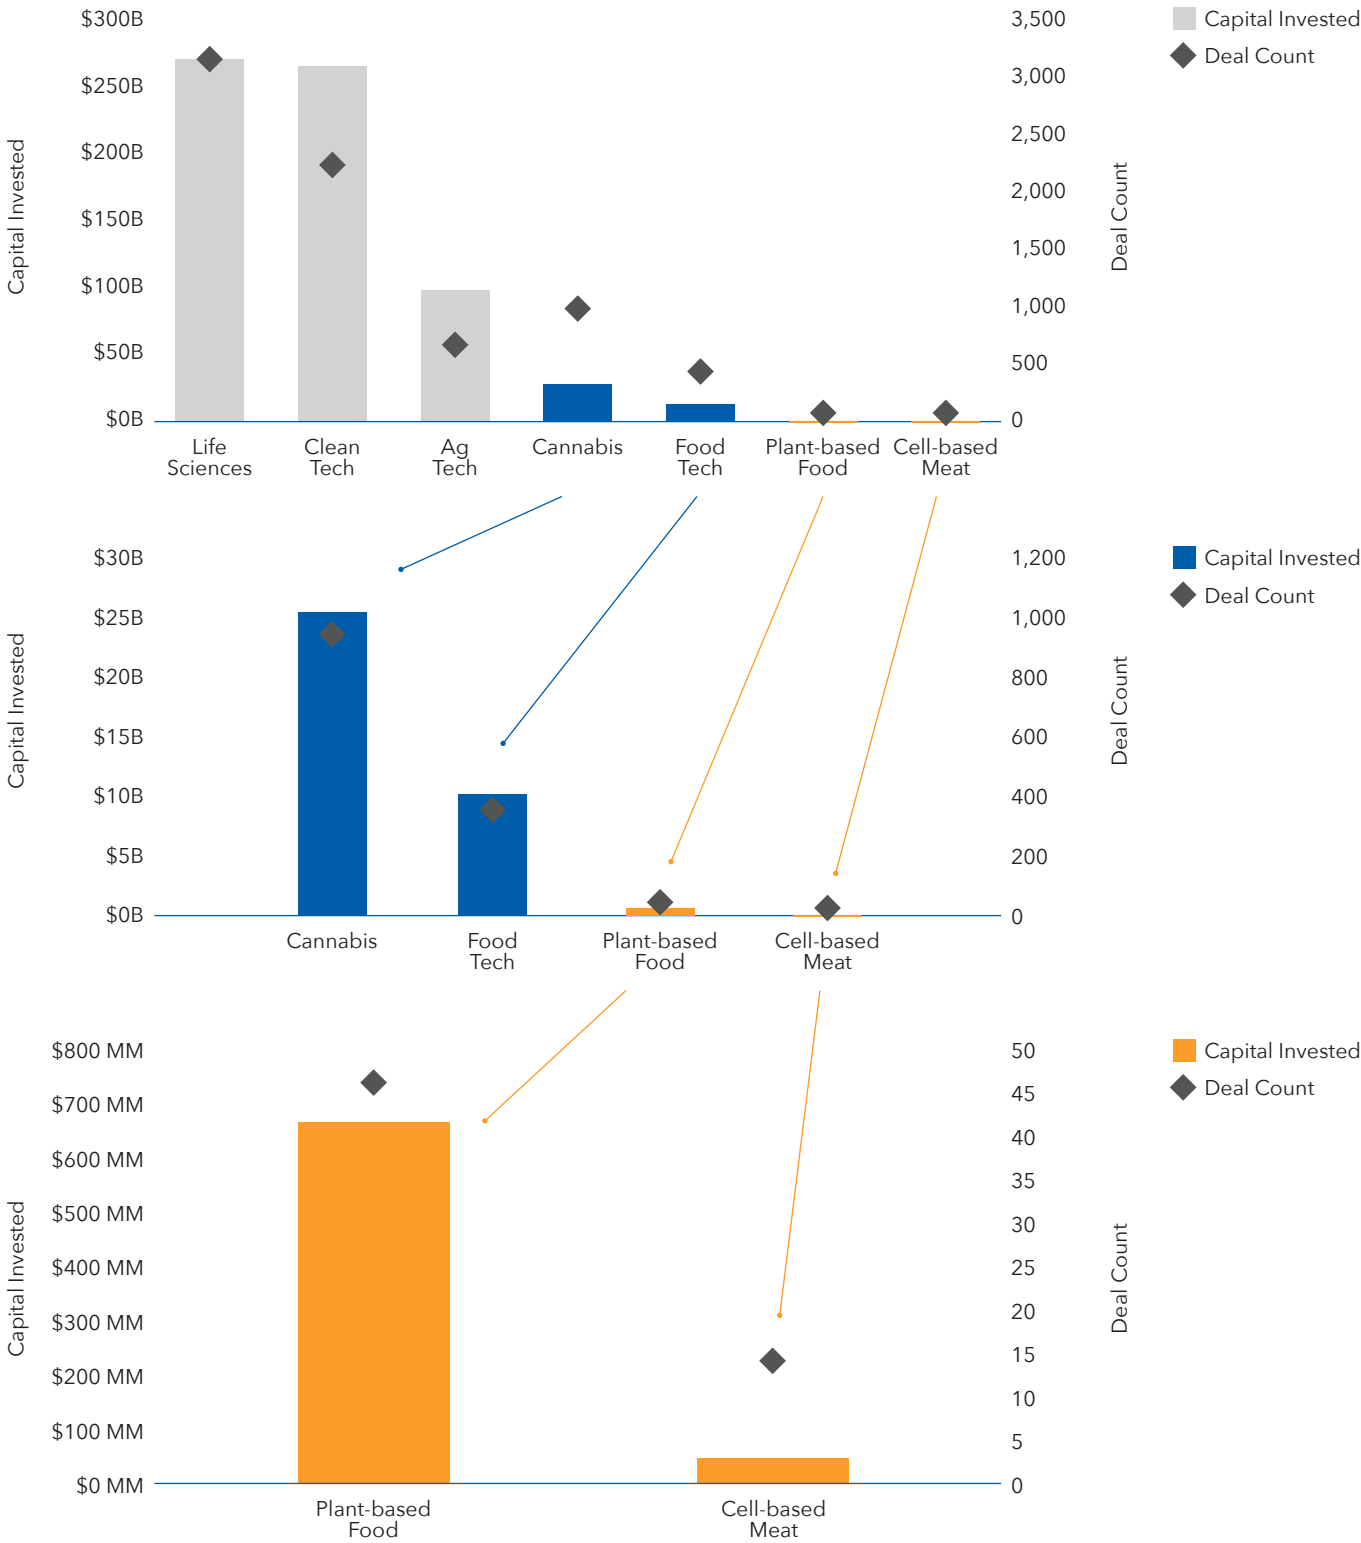 $300B
$250B
$200B
$150B
$100B
$50B
$0B
Capital Invested
3,500
3,000
2,500
2,000
1,500
1,000
500
0
Deal Count
Capital Invested
Deal Count
Life
Sciences
Clean
Tech
Ag
Tech
Cannabis
Food
Tech
Plant-based
Food
Cell-based
Meat
$30B
$25B
$20B
$15B
$10B
$5B
$0B
Capital Invested
1,200
1,000
800
600
400
200
0
Deal Count
Capital Invested
Deal Count
Cannabis
Food
Tech
Plant-based
Food
Cell-based
Meat
$800 MM
$700 MM
$600 MM
$500 MM
$400 MM
$300 MM
$200 MM
$100 MM
$0 MM
Capital Invested
50
45
40
35
30
25
20
15
10
5
0
Deal Count
Capital Invested
Deal Count
Plant-based
Food
Cell-based
Meat